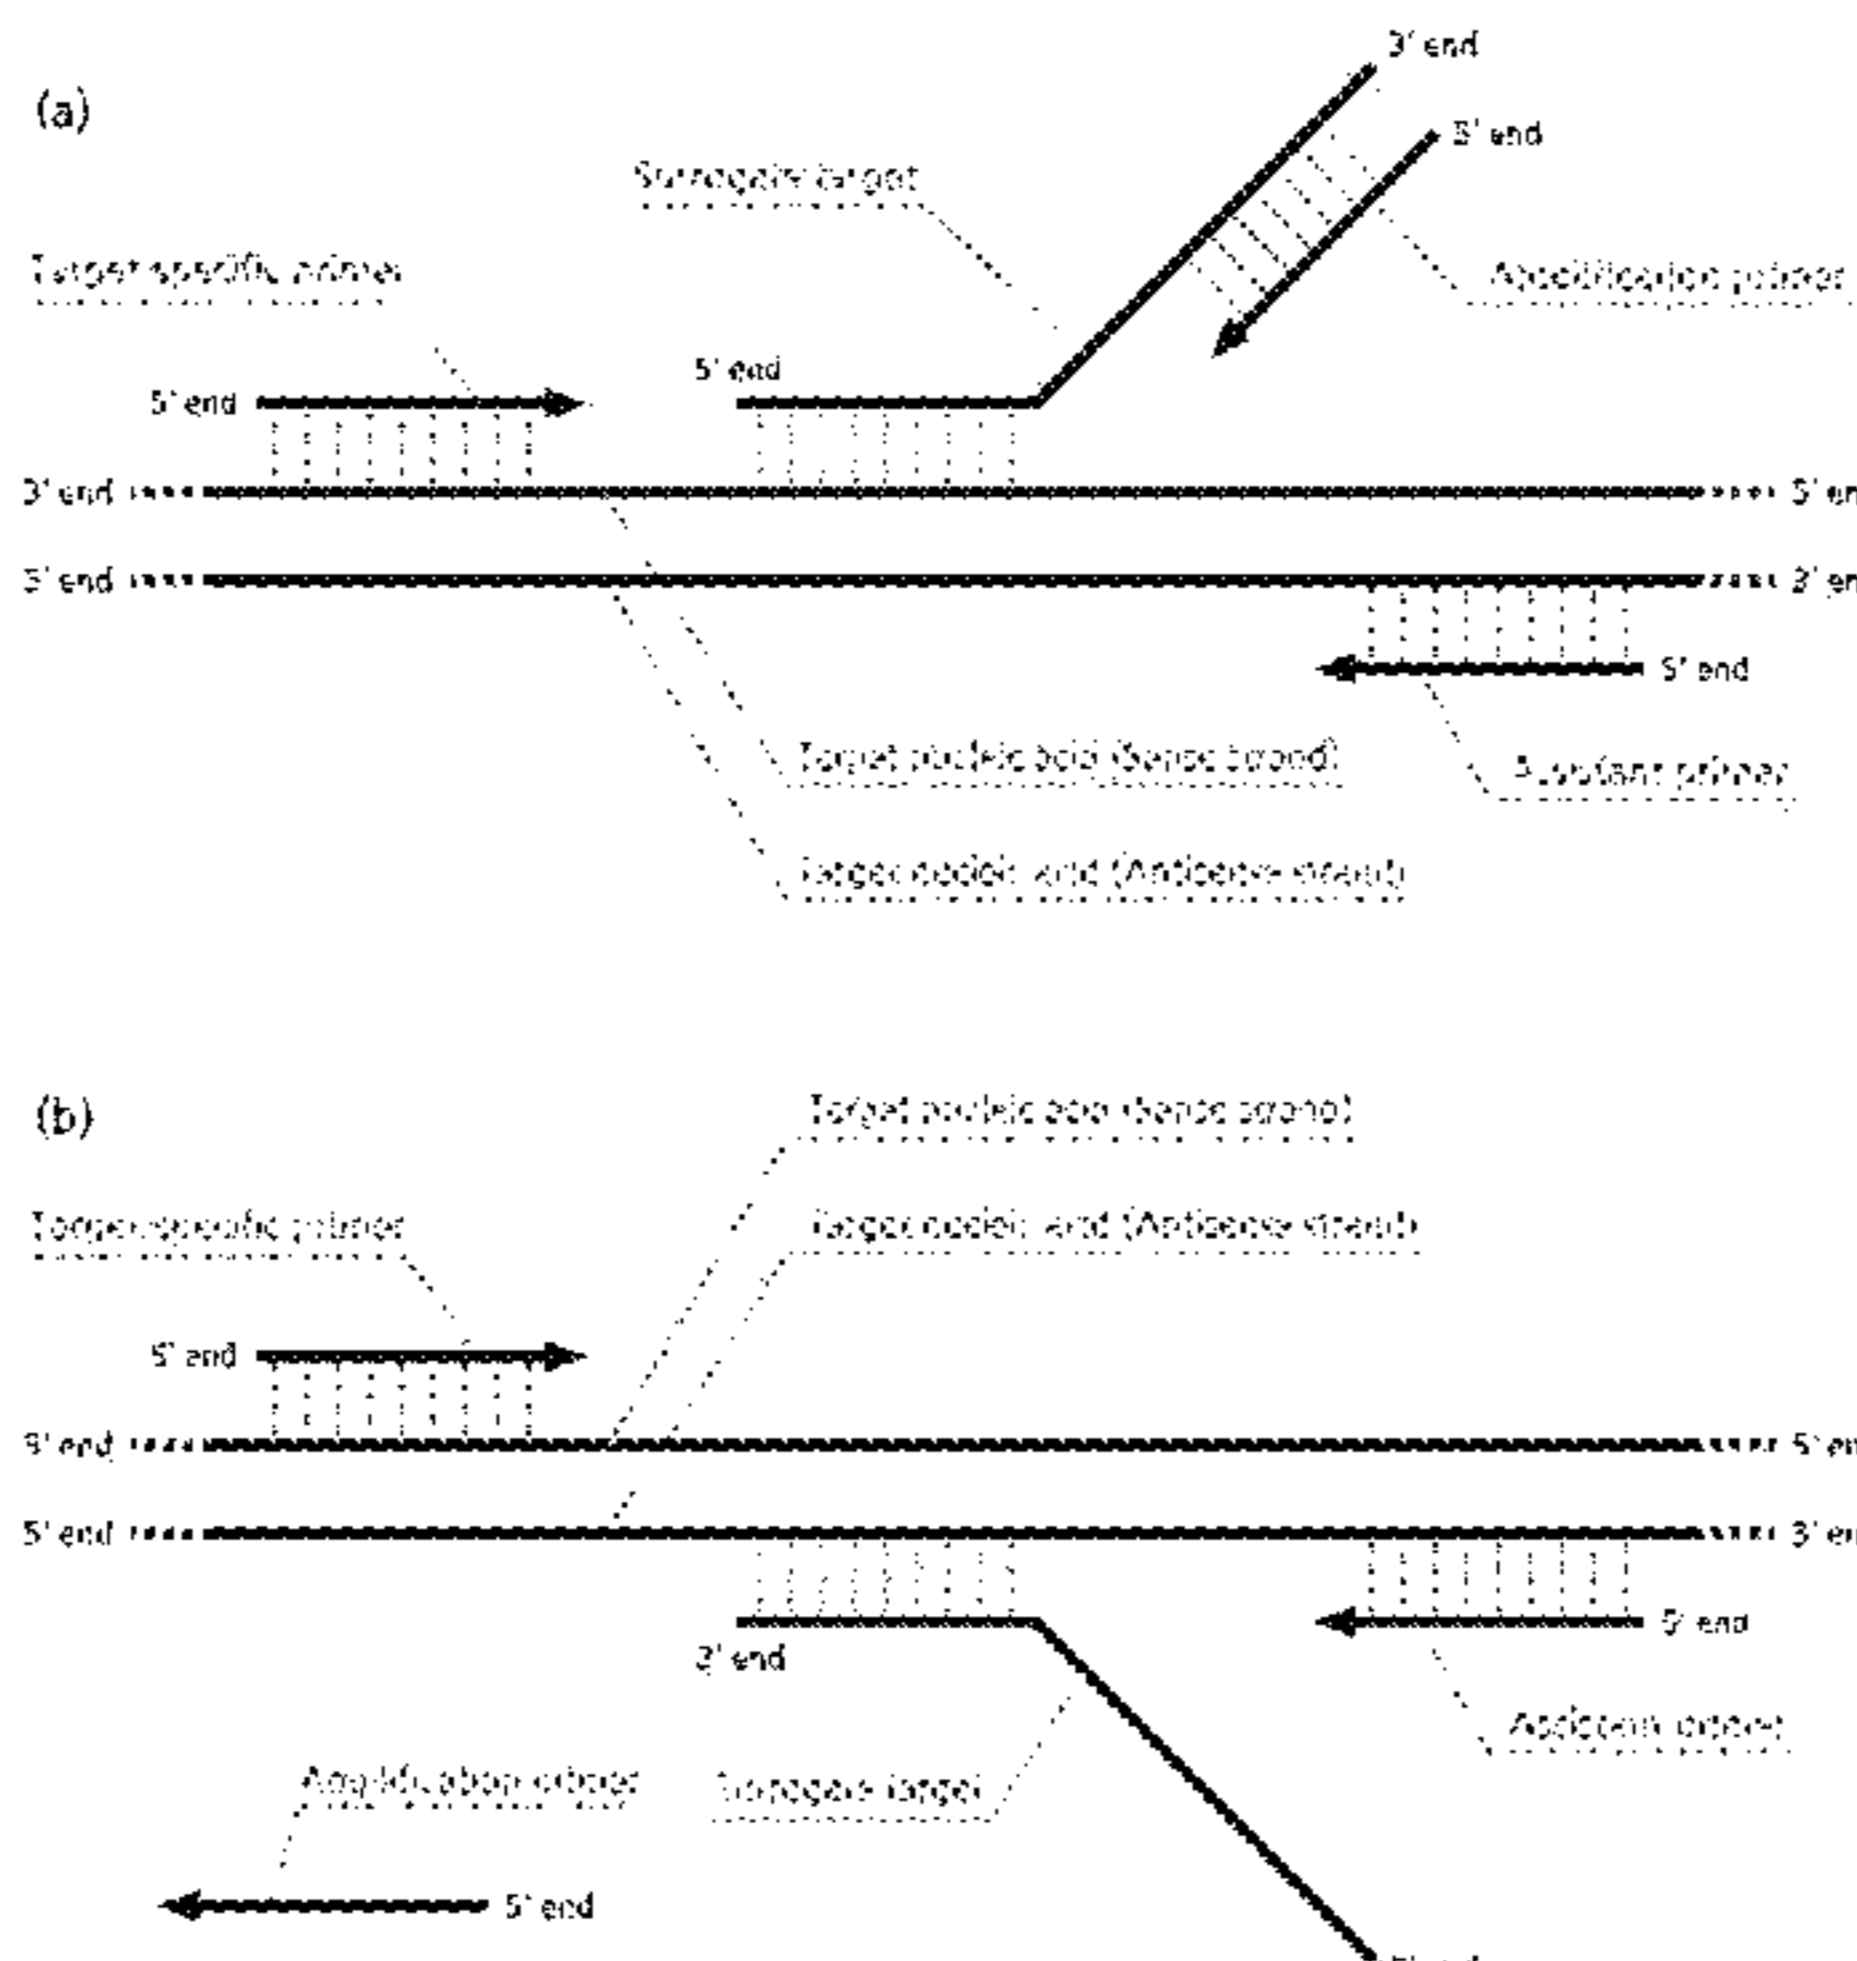 (a)
3' end
5' end
Surrogate target
Target specific primer
Amplification primer
5' end
5' end
3' end
5' en
5' end
3' en
5' end
Target nucleic acid (Sense strand)
Assistant primer
Target nucleic acid (Antisense strand)
(b)
Target nucleic acid (Sense strand)
Target specific primer
Target nucleic acid (Antisense strand)
5' end
3' end
5' en
5' end
3' en
5' end
3' end
Assistant primer
Amplification primer
Surrogate target
5' end